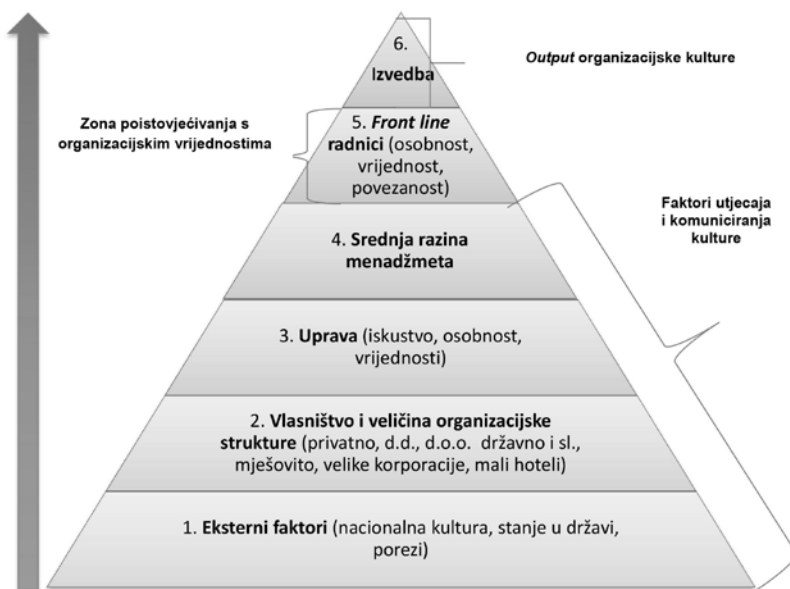 6.
Izvedba
Output organizacijske kulture
Zona poistovjećivanja s
organizacijskim vrijednostima
5. Front line
radnici (osobnost,
vrijednost,
povezanost)
Faktori utjecaja
i komuniciranja
kulture
4. Srednja razina
menadžmeta
3. Uprava (iskustvo, osobnost,
vrijednosti)
2. Vlasništvo i veličina organizacijske
strukture (privatno, d.d., d.o.o. državno i sl.,
mješovito, velike korporacije, mali hoteli)
1. Eksterni faktori (nacionalna kultura, stanje u državi,
porezi)